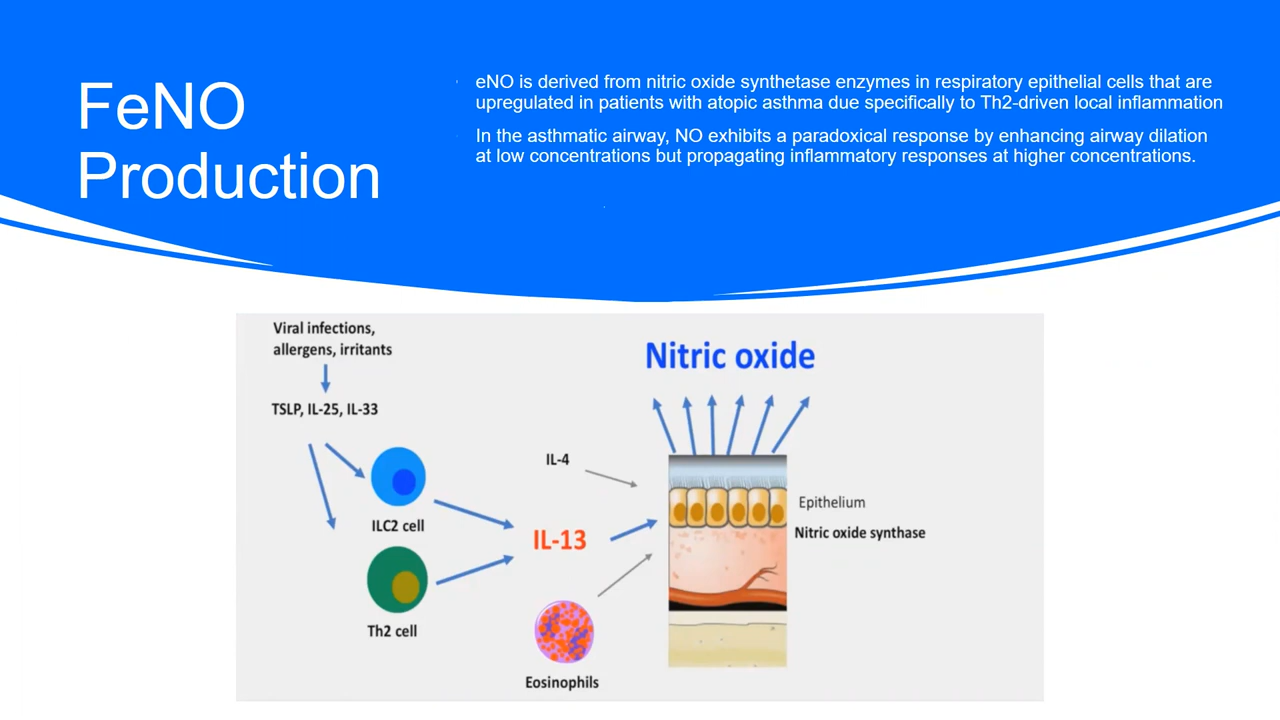 FeNO
Production
eNO is derived from nitric oxide synthetase enzymes in respiratory epithelial cells that are
upregulated in patients with atopic asthma due specifically to Th2-driven local inflammation
In the asthmatic airway, NO exhibits a paradoxical response by enhancing airway dilation
at low concentrations but propagating inflammatory responses at higher concentrations.
Viral infections,
allergens, irritants
Nitric oxide
TSLP, IL-25, IL-33
IL-4
Epithelium
ILC2 cell
IL-13
Nitric oxide synthase
Th2 cell
Eosinophils